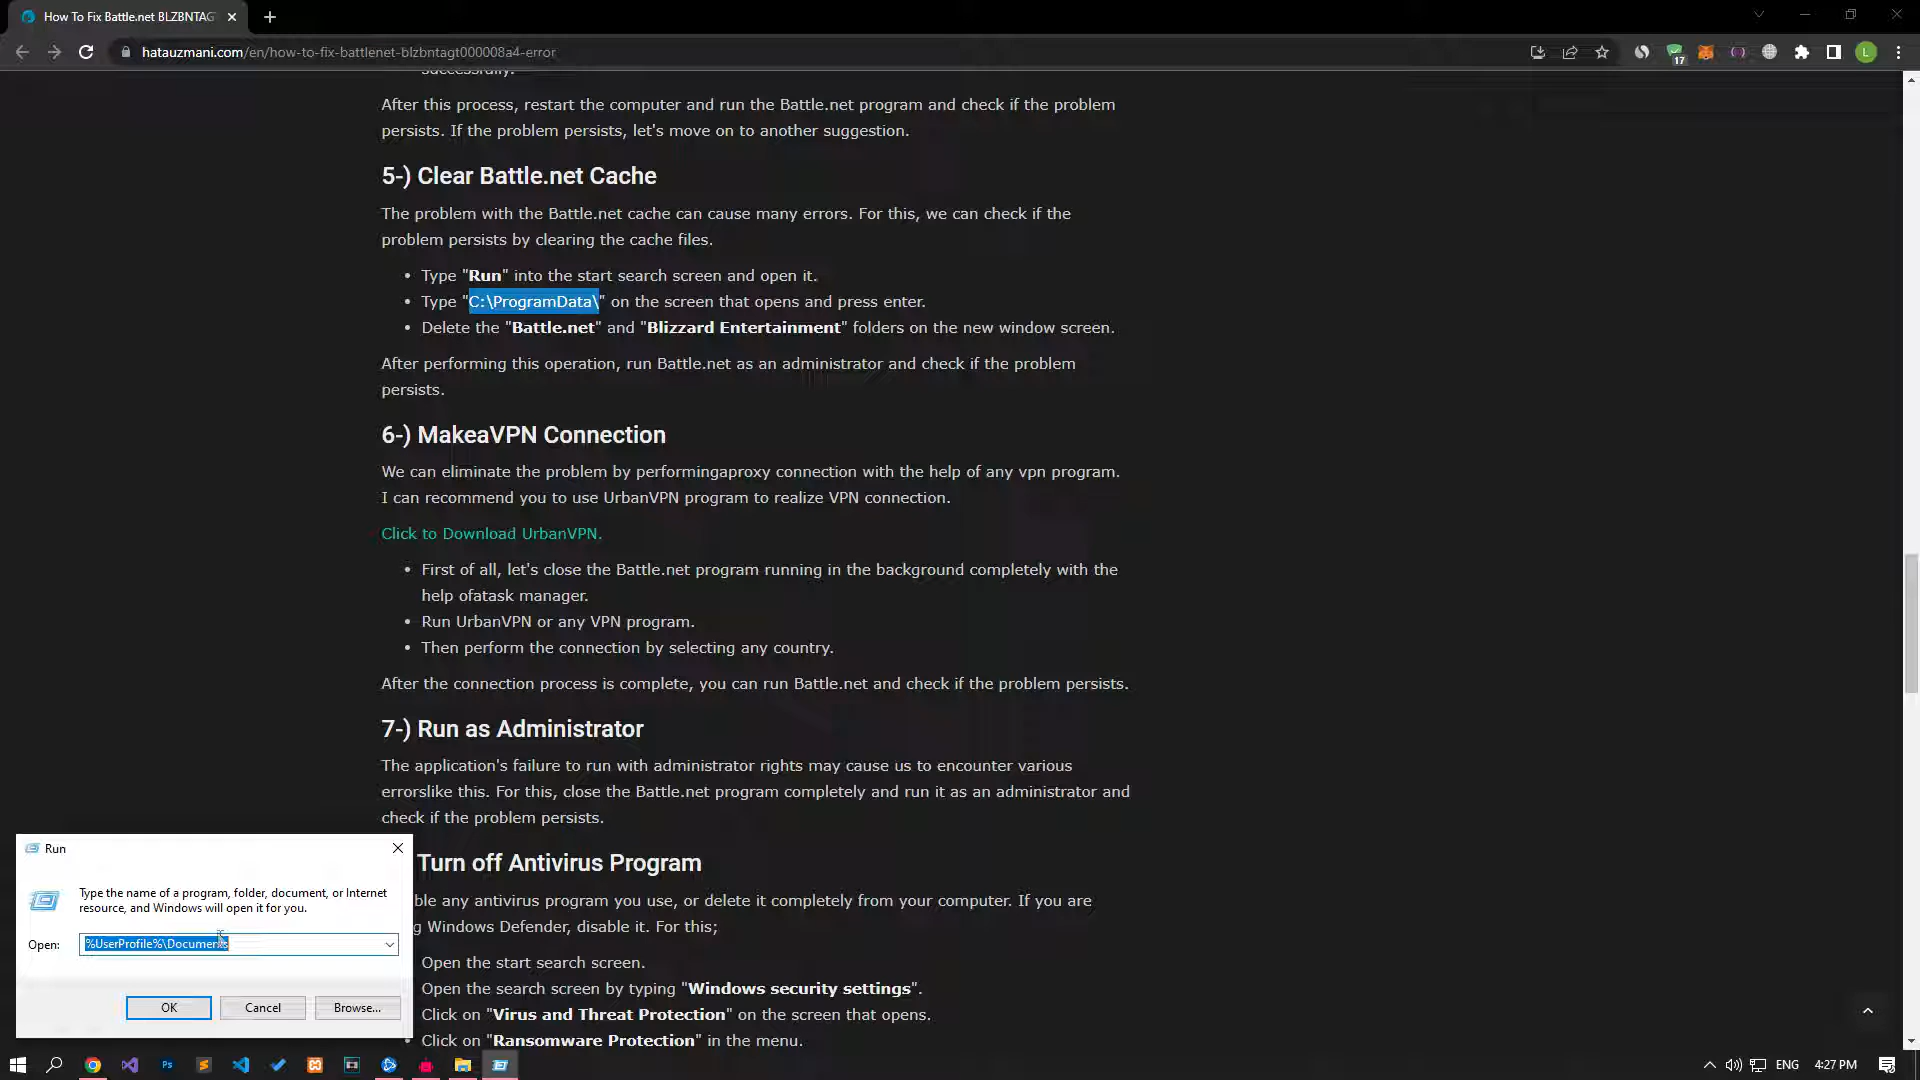 How To Fix Battle.net BLZBNTAG
hatauzmani.com/en/how-to-fix-battlenet-blzbntagt000008a4-error
17
L
successfully.
After this process, restart the computer and run the Battle.net program and check if the problem
persists. If the problem persists, let's move on to another suggestion.
5-) Clear Battle.net Cache
The problem with the Battle.net cache can cause many errors. For this, we can check if the
problem persists by clearing the cache files.
• Type "Run" into the start search screen and open it.
• Type "C:\ProgramData\" on the screen that opens and press enter.
• Delete the "Battle.net" and "Blizzard Entertainment" folders on the new window screen.
After performing this operation, run Battle.net as an administrator and check if the problem
persists.
6-) MakeaVPN Connection
We can eliminate the problem by performingaproxy connection with the help of any vpn program.
I can recommend you to use UrbanVPN program to realize VPN connection.
Click to Download UrbanVPN.
• First of all, let's close the Battle.net program running in the background completely with the
help ofatask manager.
• Run UrbanVPN or any VPN program.
• Then perform the connection by selecting any country.
After the connection process is complete, you can run Battle.net and check if the problem persists.
7-) Run as Administrator
The application's failure to run with administrator rights may cause us to encounter various
errorslike this. For this, close the Battle.net program completely and run it as an administrator and
check if the problem persists.
Turn off Antivirus Program
ble any antivirus program you use, or delete it completely from your computer. If you are
g Windows Defender, disable it. For this;
Open the start search screen.
Open the search screen by typing "Windows security settings".
Click on "Virus and Threat Protection" on the screen that opens.
• Click on "Ransomware Protection" in the menu.
Run
Type the name of a program, folder, document, or Internet
resource, and Windows will open it for you.
Open: %UserProfile%\Documents
OK Cancel Browse...
Ps
ENG 4:27 PM